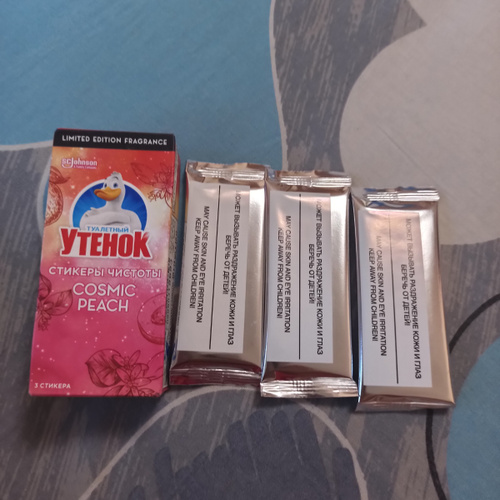 LIMITED EDITION FRAGRANCE
SC Johnson
ТУАЛЕТНЫЙ
УТЕНОК
СТИКЕРЫ ЧИСТОТЫ
COSMIC
PEACH
3 СТИКЕРА
МОЖЕТ ВЫЗЫВАТЬ РАЗДРАЖЕНИЕ КОЖИ И ГЛАЗ
БЕРЕЧЬ ОТ ДЕТЕЙ!
MAY CAUSE SKIN AND EYE IRRITATION
KEEP AWAY FROM CHILDREN!
МОЖЕТ ВЫЗЫВАТЬ РАЗДРАЖЕНИЕ КОЖИ И ГЛАЗ
БЕРЕЧЬ ОТ ДЕТЕЙ!
MAY CAUSE SKIN AND EYE IRRITATION
KEEP AWAY FROM CHILDREN!
МОЖЕТ ВЫЗЫВАТЬ РАЗДРАЖЕНИЕ КОЖИ И ГЛАЗ
БЕРЕЧЬ ОТ ДЕТЕЙ!
MAY CAUSE SKIN AND EYE IRRITATION
KEEP AWAY FROM CHILDREN!